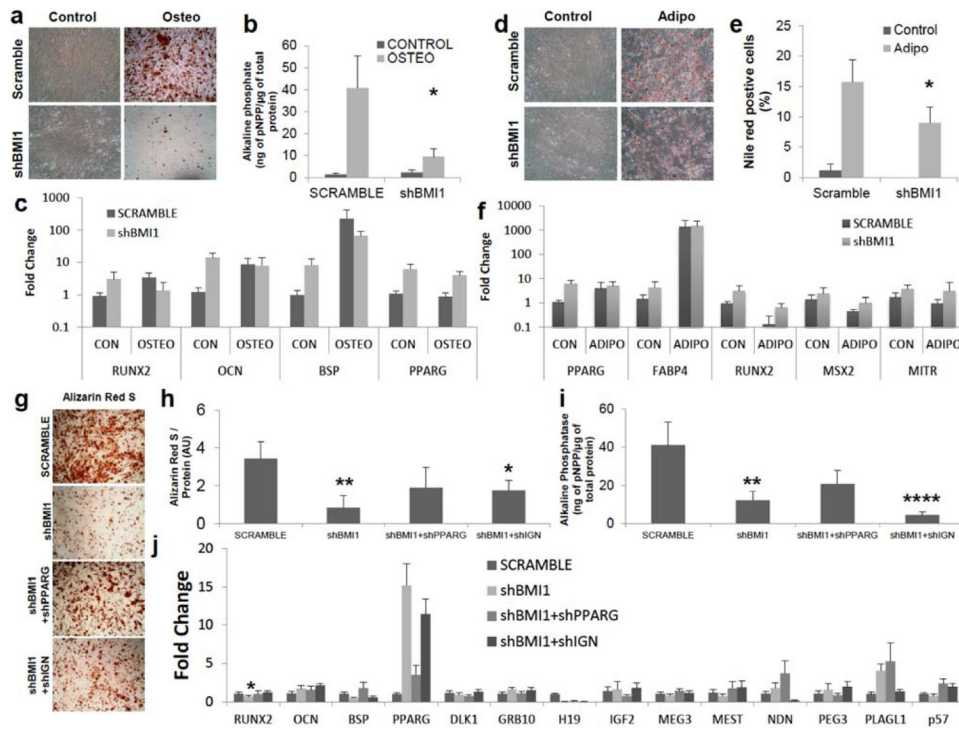 a
Control Osteo
Scramble
shBMI1
b
Alkaline phosphate
(ng of pNPP/µg of total
protein)
60
50
40
30
20
10
0
CONTROL
OSTEO
*
SCRAMBLE shBMI1
d
Control Adipo
Scramble
shBMI1
e
Nile red postive cells
(%)
20
15
10
5
0
Control
Adipo
*
Scramble shBMI1
c
Fold Change
1000
100
10
1
0.1
SCRAMBLE
shBMI1
CON OSTEO CON OSTEO CON OSTEO CON OSTEO
RUNX2 OCN BSP PPARG
f
Fold Change
10000
1000
100
10
1
0.1
SCRAMBLE
shBMI1
CON ADIPO CON ADIPO CON ADIPO CON ADIPO CON ADIPO
PPARG FABP4 RUNX2 MSX2 MITR
g
Alizarin Red S
SCRAMBLE
shBMI1
shBMI1
+shPPARG
shBMI1
+shIGN
h
Alizarin Red S /
Protein (AU)
6
4
2
0
** *
SCRAMBLE shBMI1 shBMI1+shPPARG shBMI1+shIGN
i
Alkaline Phosphatase
(ng of pNPP/µg of
total protein)
60
40
20
0
** ****
SCRAMBLE shBMI1 shBMI1+shPPARG shBMI1+shIGN
j
Fold Change
20
15
10
5
0
SCRAMBLE
shBMI1
shBMI1+shPPARG
shBMI1+shIGN
*
RUNX2 OCN BSP PPARG DLK1 GRB10 H19 IGF2 MEG3 MEST NDN PEG3 PLAGL1 p57